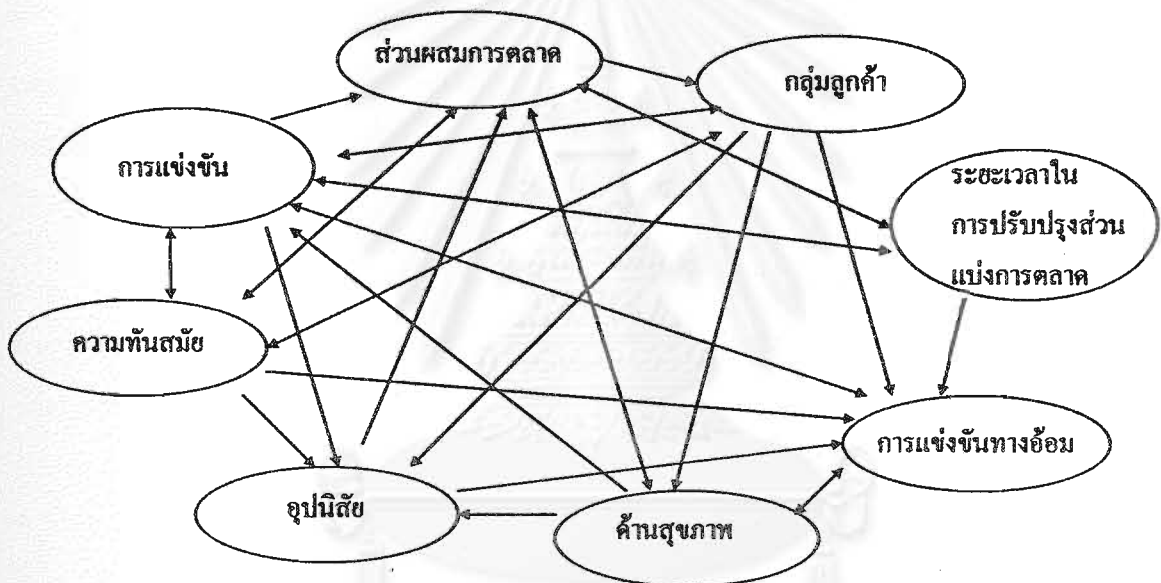 ส่วนผสมการตลาด
กลุ่มลูกค้า
การแข่งขัน
ระยะเวลาใน
การปรับปรุงส่วน
แบ่งการตลาด
ความทันสมัย
การแข่งขันทางอ้อม
อุปนิสัย
ด้านสุขภาพ